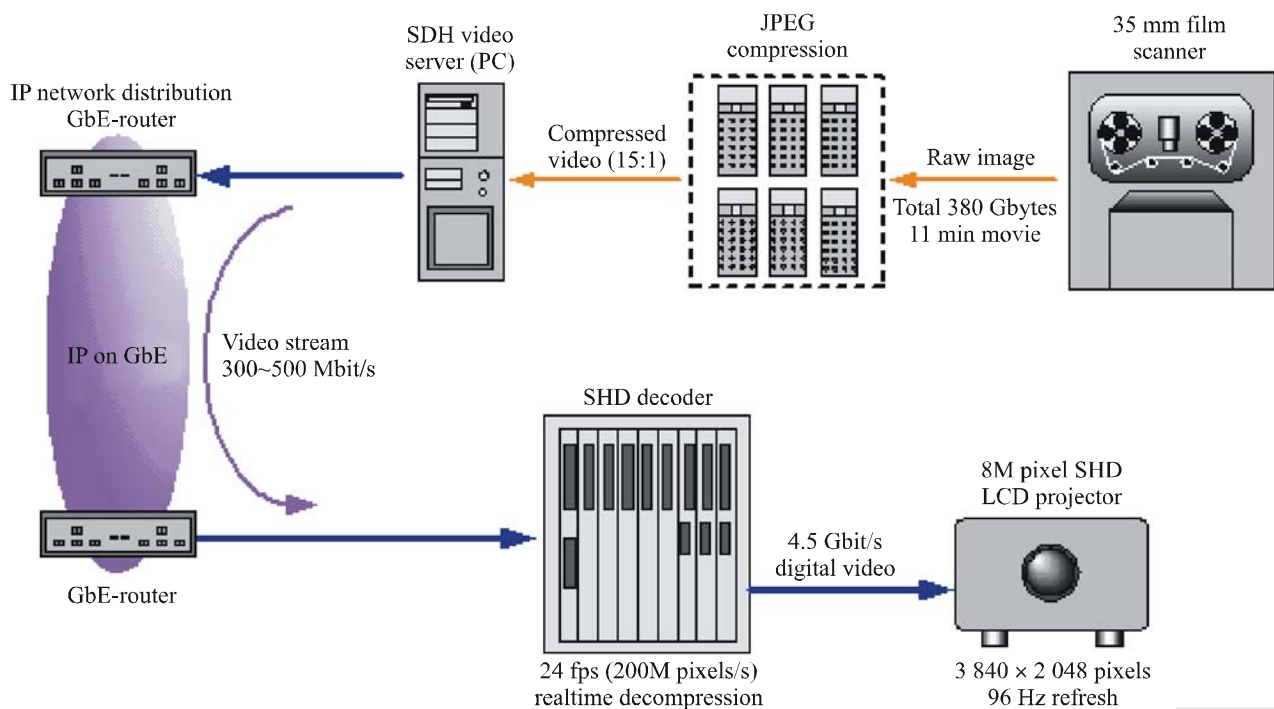 SDH video
server (PC)
JPEG
compression
35 mm film
scanner
IP network distribution
GbE-router
Compressed
video (15:1)
Raw image
Total 380 Gbytes
11 min movie
IP on GbE
Video stream
300~500 Mbit/s
SHD decoder
8M pixel SHD
LCD projector
4.5 Gbit/s
digital video
GbE-router
24 fps (200M pixels/s)
realtime decompression
3 840 × 2 048 pixels
96 Hz refresh